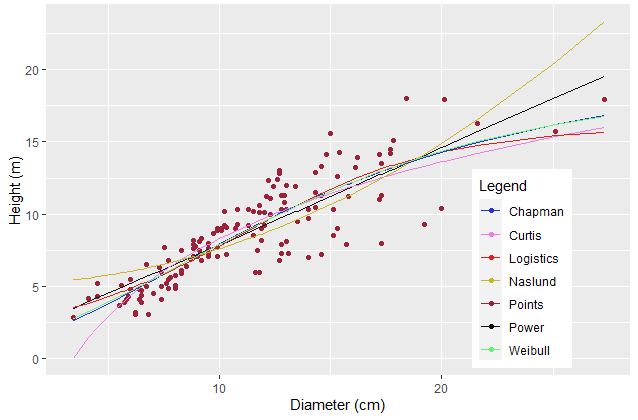 20
15
10
5
0
Height (m)
10
20
Diameter (cm)
Legend
Chapman
Curtis
Logistics
Naslund
Points
Power
Weibull